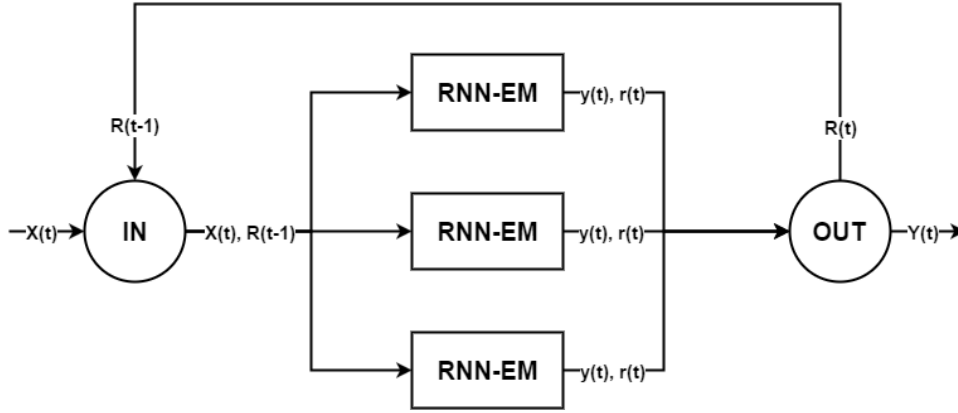 RNN-EM
y(t), r(t)
R(t-1)
R(t)
X(t)
IN
X(t), R(t-1)
RNN-EM
y(t), r(t)
OUT
Y(t)
RNN-EM
y(t), r(t)